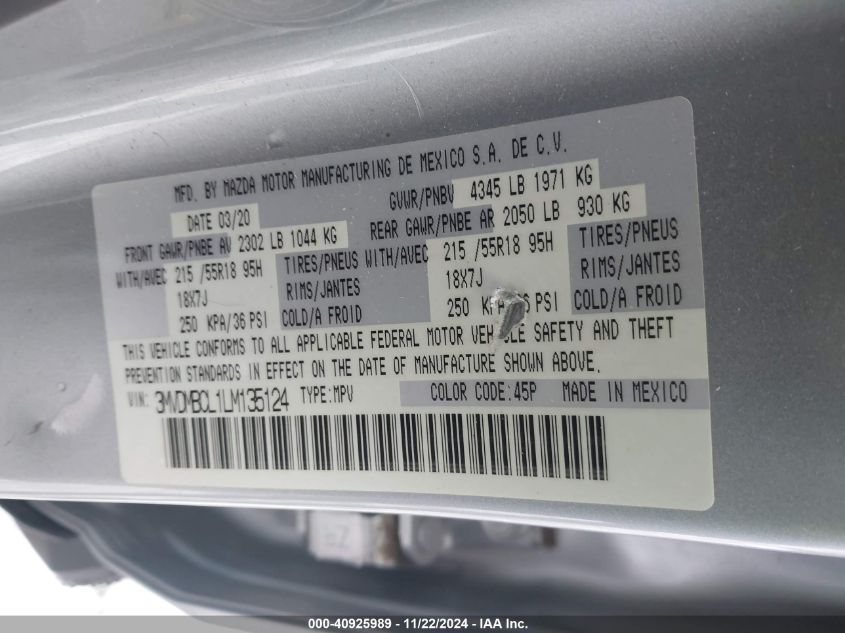 MFD. BY MAZDA MOTOR MANUFACTURING DE MEXICO S.A. DE C.V.
DATE 03/20 GVWR/PNBV 4345 LB 1971 KG
FRONT GAWR/PNBE AV 2302 LB 1044 KG REAR GAWR/PNBE AR 2050 LB 930 KG
WITH/AVEC 215 /55R18 95H TIRES/PNEUS WITH/AVEC 215 /55R18 95H TIRES/PNEUS
18X7J RIMS/JANTES 18X7J RIMS/JANTES
250 KPA/36 PSI COLD/A FROID 250 PSI COLD/A FROID
THIS VEHICLE CONFORMS TO ALL APPLICABLE FEDERAL MOTOR VEHICLE SAFETY AND THEFT
PREVENTION STANDARDS IN EFFECT ON THE DATE OF MANUFACTURE SHOWN ABOVE.
VIN: 3MVDMBCL1LM135124 TYPE:MPV COLOR CODE:45P MADE IN MEXICO
000-40925989 - 11/22/2024 - IAA Inc.